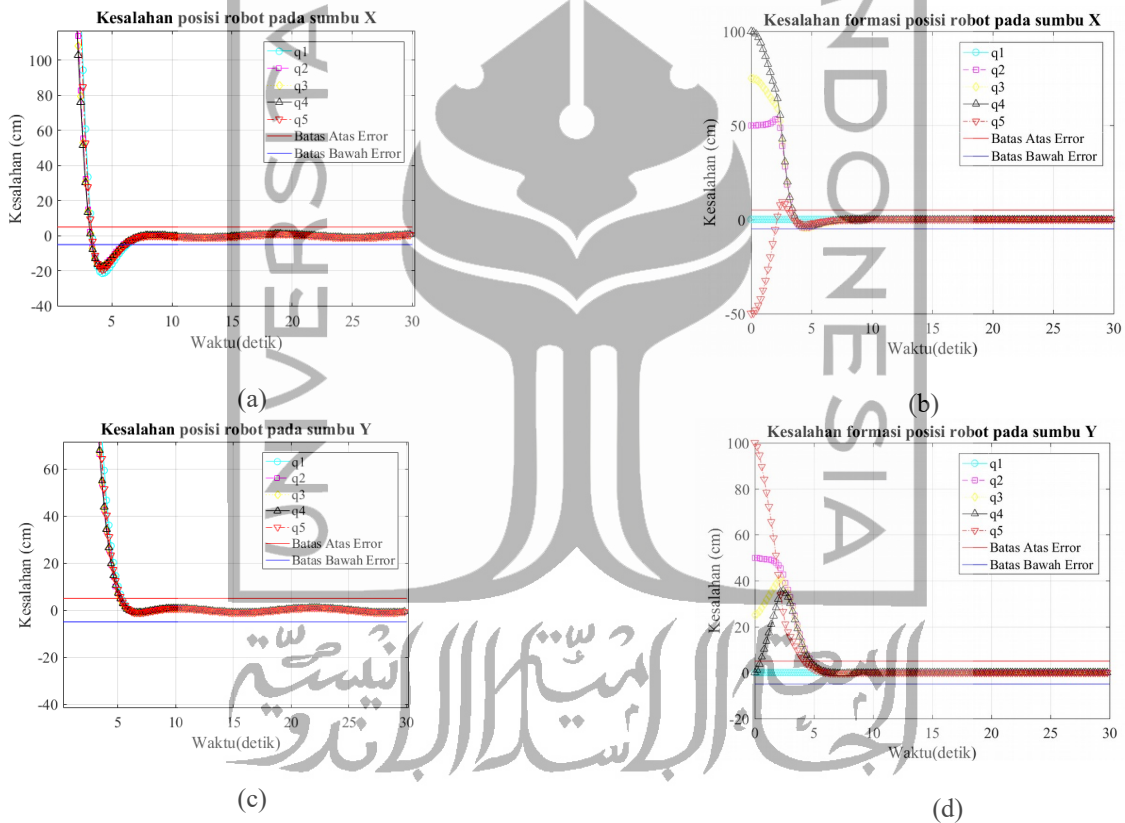 Kesalahan posisi robot pada sumbu X
Kesalahan (cm)
100
80
60
40
20
0
-20
-40
5
10
15
20
25
30
Waktu(detik)
q1
q2
q3
q4
q5
Batas Atas Error
Batas Bawah Error
(a)
Kesalahan formasi posisi robot pada sumbu X
Kesalahan (cm)
100
50
0
-50
0
5
10
15
20
25
30
Waktu(detik)
q1
q2
q3
q4
q5
Batas Atas Error
Batas Bawah Error
(b)
Kesalahan posisi robot pada sumbu Y
Kesalahan (cm)
60
40
20
0
-20
-40
5
10
15
20
25
30
Waktu(detik)
q1
q2
q3
q4
q5
Batas Atas Error
Batas Bawah Error
(c)
Kesalahan formasi posisi robot pada sumbu Y
Kesalahan (cm)
100
80
60
40
20
0
-20
0
5
10
15
20
25
30
Waktu(detik)
q1
q2
q3
q4
q5
Batas Atas Error
Batas Bawah Error
(d)
UNIVERSITA
NDONESIA